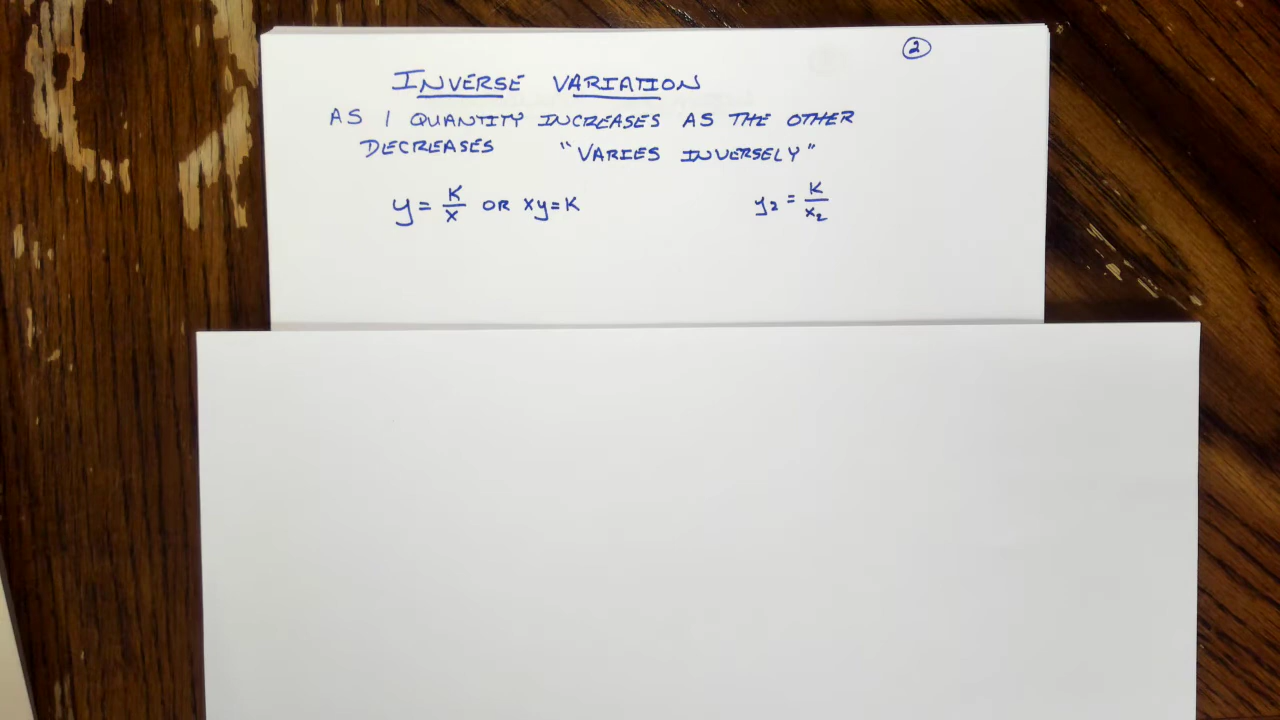 2
INVERSE VARIATION
AS 1 QUANTITY INCREASES AS THE OTHER
DECREASES "VARIES INVERSELY"
y = K/x OR xy = K y₂ = K/x₂